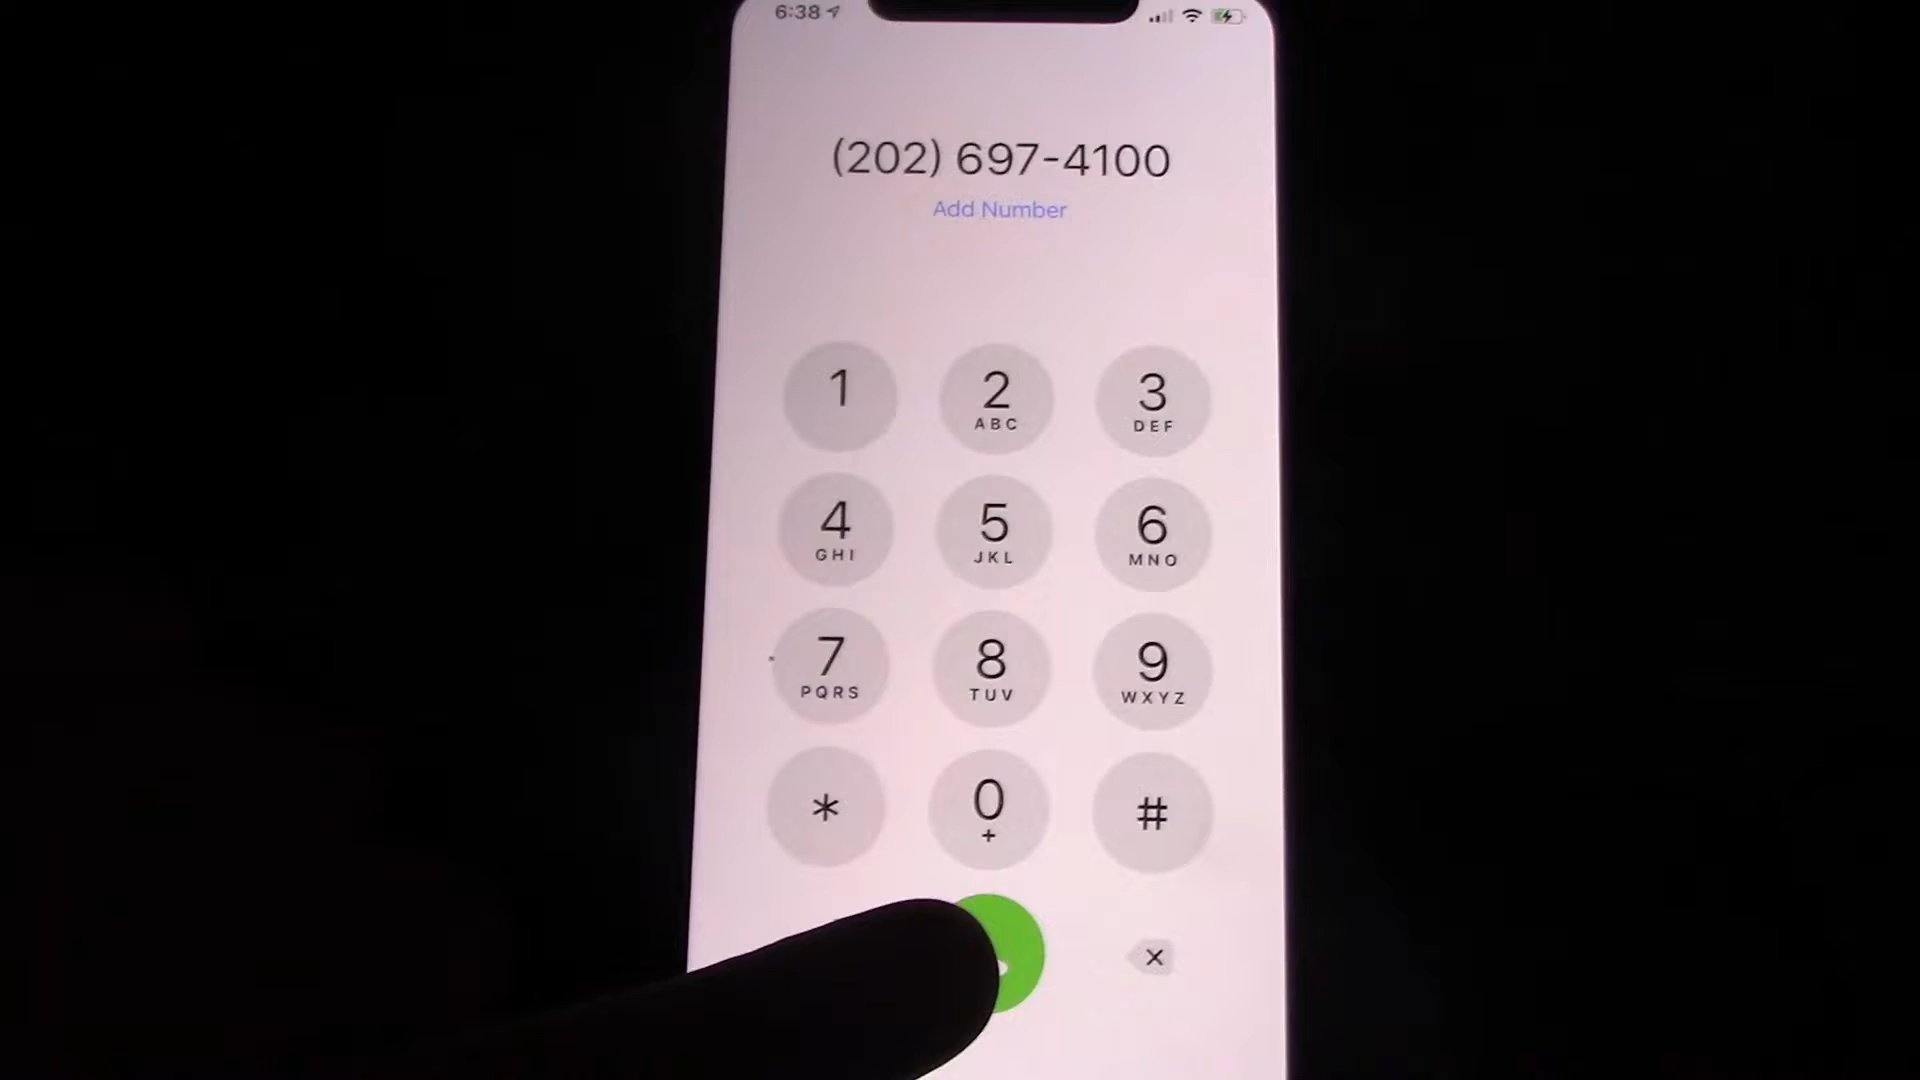 6:38
(202) 697-4100
Add Number
1 2 3
ABC DEF
4 5 6
GHI JKL MNO
7 8 9
PQRS TUV WXYZ
* 0 #
+